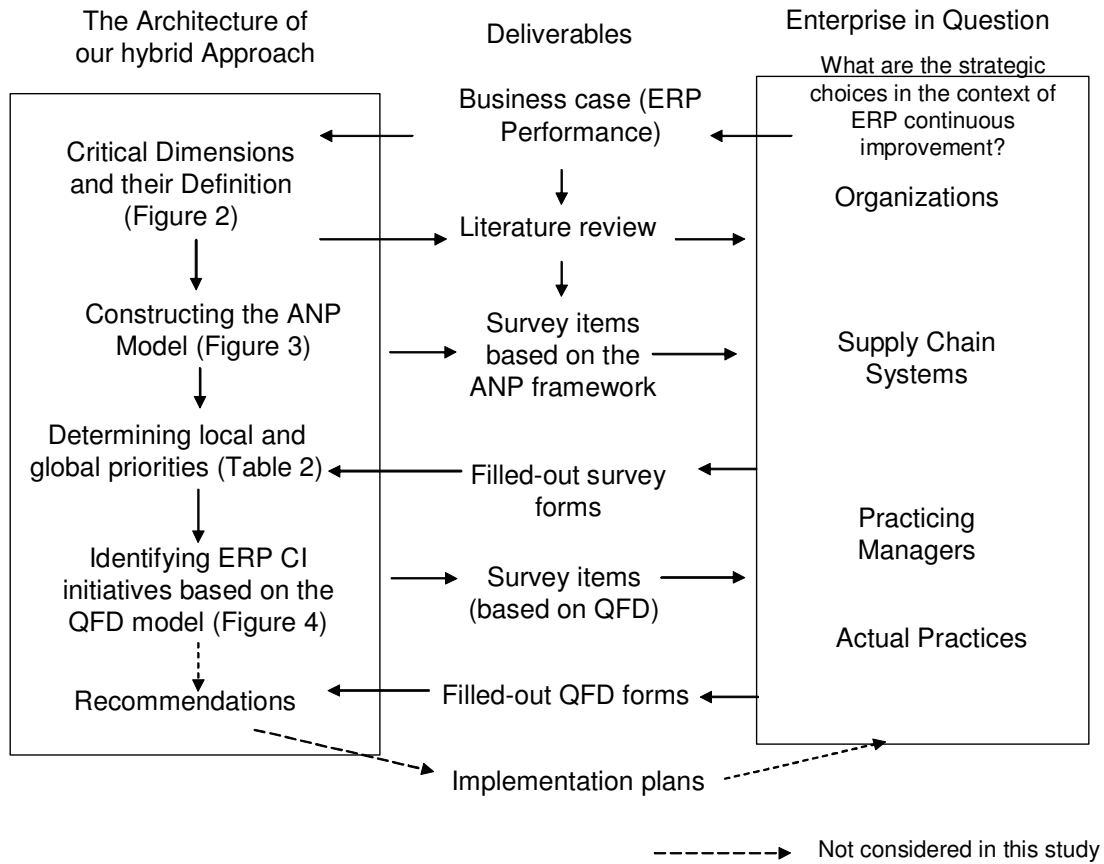 The Architecture of
our hybrid Approach
Critical Dimensions
and their Definition
(Figure 2)
Constructing the ANP
Model (Figure 3)
Determining local and
global priorities (Table 2)
Identifying ERP CI
initiatives based on the
QFD model (Figure 4)
Recommendations
Deliverables
Business case (ERP
Performance)
Literature review
Survey items
based on the
ANP framework
Filled-out survey
forms
Survey items
(based on QFD)
Filled-out QFD forms
Implementation plans
Enterprise in Question
What are the strategic
choices in the context of
ERP continuous
improvement?
Organizations
Supply Chain
Systems
Practicing
Managers
Actual Practices
Not considered in this study